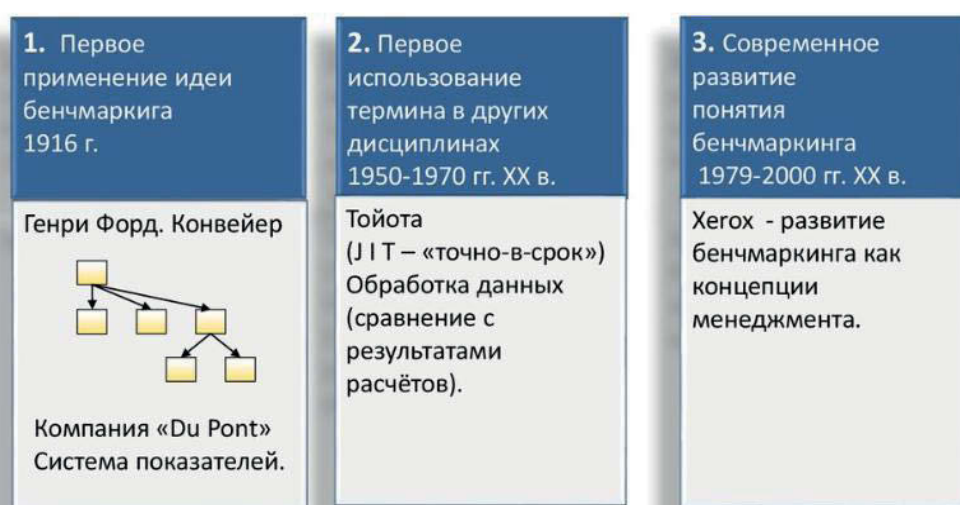 1. Первое
применение идеи
бенчмаркига
1916 г.
Генри Форд. Конвейер
Компания «Du Pont»
Система показателей.
2. Первое
использование
термина в других
дисциплинах
1950-1970 гг. XX в.
Тойота
(J I T – «точно-в-срок»)
Обработка данных
(сравнение с
результатами
расчётов).
3. Современное
развитие
понятия
бенчмаркинга
1979-2000 гг. XX в.
Xerox - развитие
бенчмаркинга как
концепции
менеджмента.